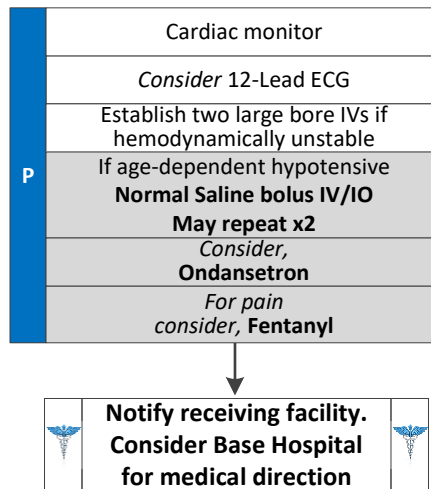 P
Cardiac monitor
Consider 12-Lead ECG
Establish two large bore IVs if
hemodynamically unstable
If age-dependent hypotensive
Normal Saline bolus IV/IO
May repeat x2
Consider,
Ondansetron
For pain
consider, Fentanyl
Notify receiving facility.
Consider Base Hospital
for medical direction